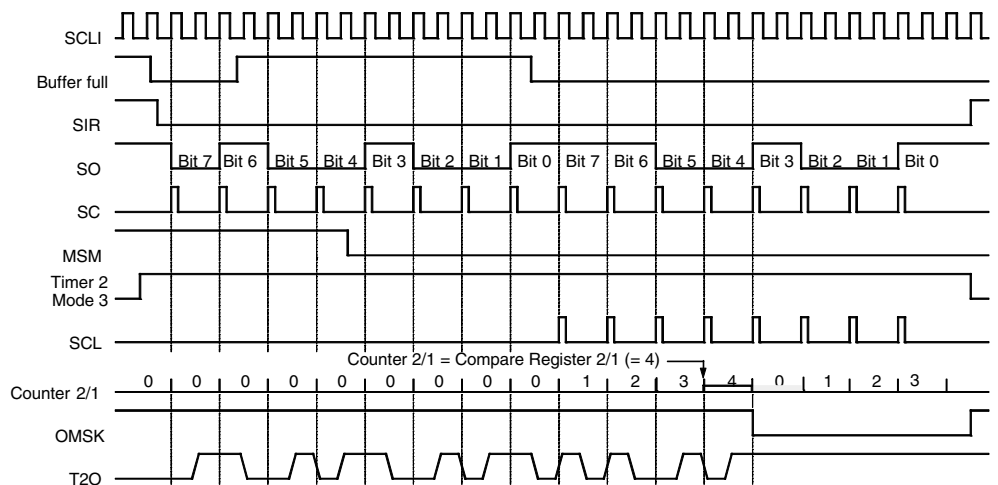 SCLI
Buffer full
SIR
SO Bit 7 Bit 6 Bit 5 Bit 4 Bit 3 Bit 2 Bit 1 Bit 0 Bit 7 Bit 6 Bit 5 Bit 4 Bit 3 Bit 2 Bit 1 Bit 0
SC
MSM
Timer 2
Mode 3
SCL
Counter 2/1 = Compare Register 2/1 (= 4)
Counter 2/1 0 0 0 0 0 0 0 0 0 1 2 3 4 0 1 2 3
OMSK
T2O